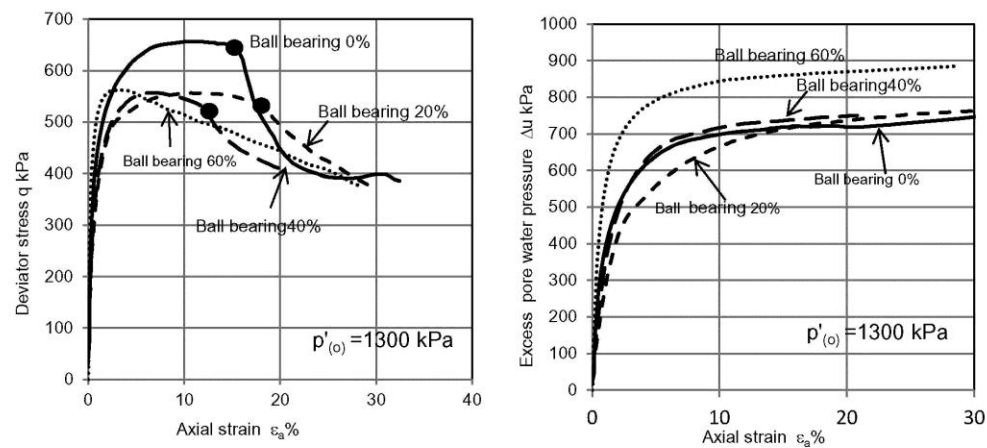 700
600
500
400
300
200
100
0
Deviator stress q kPa
Ball bearing 0%
Ball bearing 20%
Ball bearing 60%
Ball bearing40%
p'(o) =1300 kPa
0 10 20 30 40
Axial strain εa%
1000
900
800
700
600
500
400
300
200
100
0
Excess pore water pressure Δu kPa
Ball bearing 60%
Ball bearing40%
Ball bearing 0%
Ball bearing 20%
p'(o) =1300 kPa
0 10 20 30
Axial strain εa%